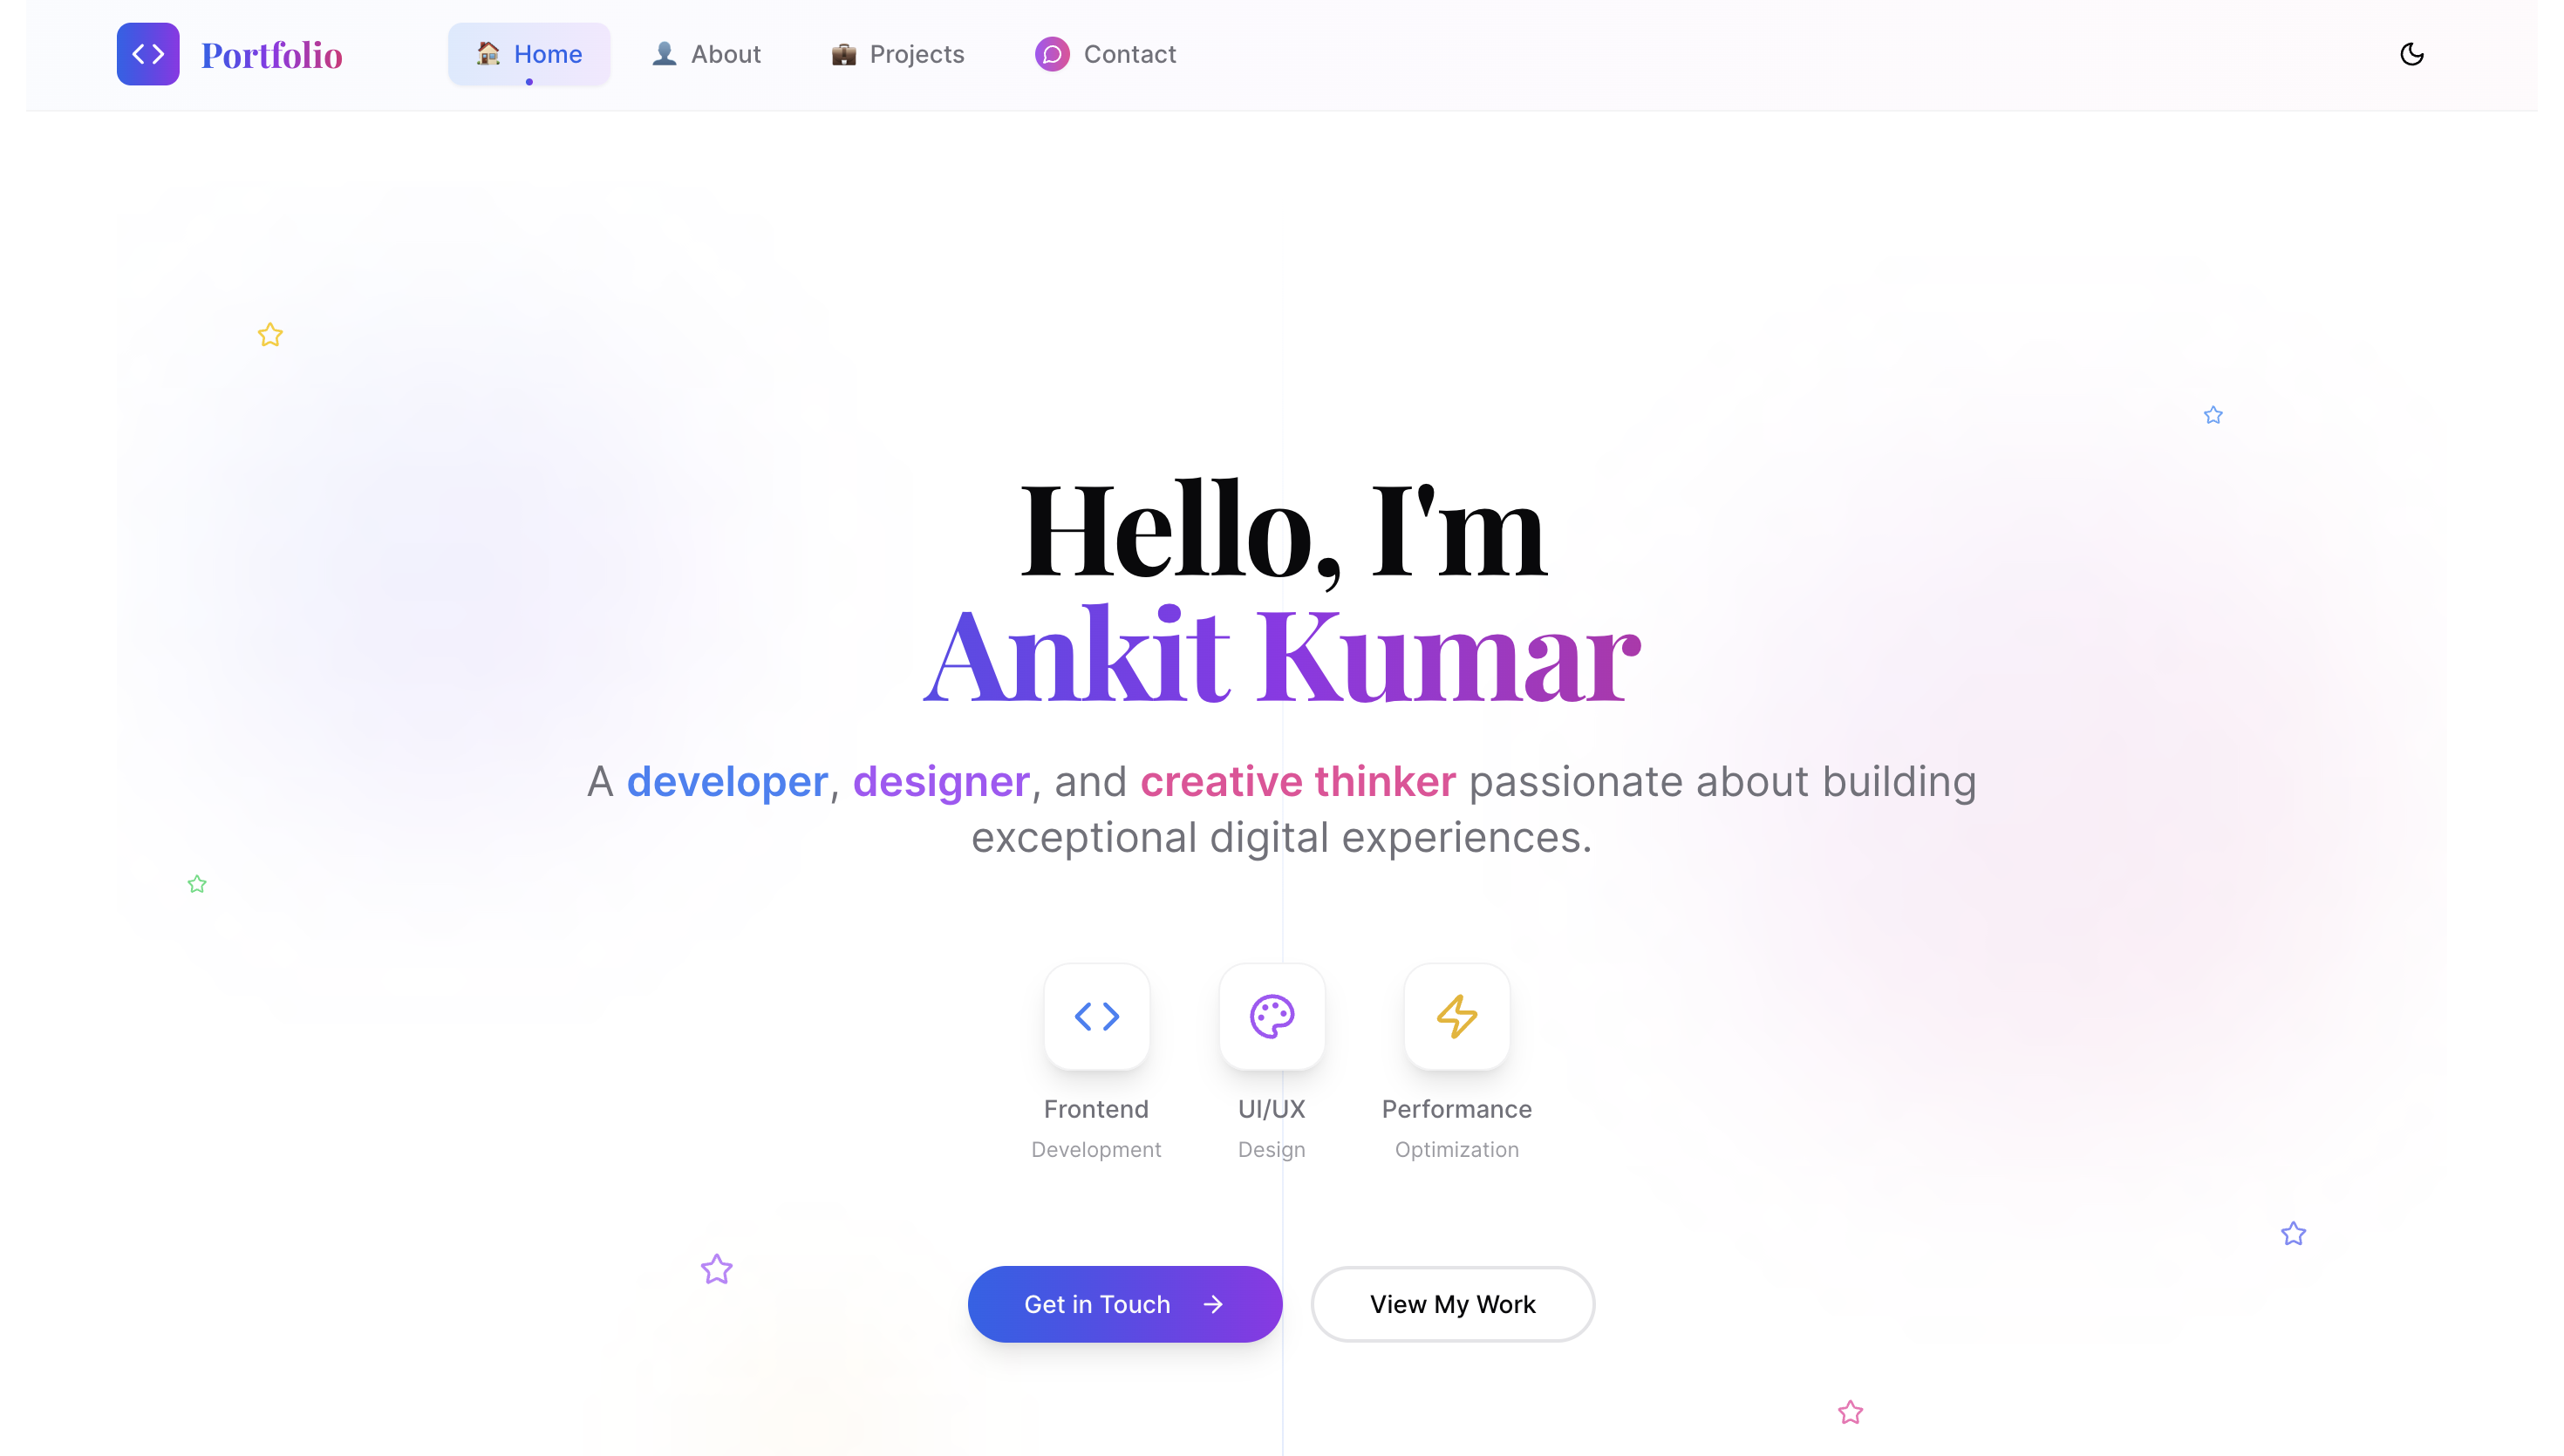 Portfolio
Home
About
Projects
Contact
Hello, I'm
Ankit Kumar
A developer, designer, and creative thinker passionate about building
exceptional digital experiences.
Frontend
Development
UI/UX
Design
Performance
Optimization
Get in Touch
View My Work